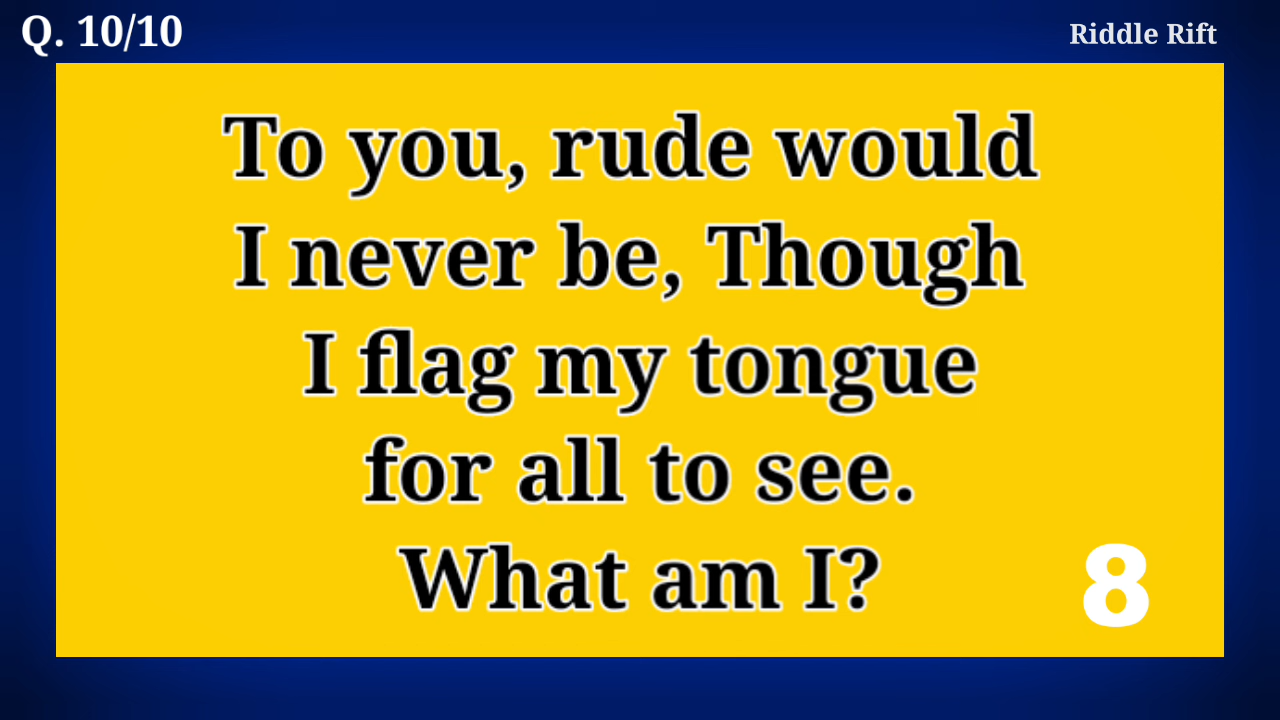 Q. 10/10
Riddle Rift
To you, rude would
I never be, Though
I flag my tongue
for all to see.
What am I?
8